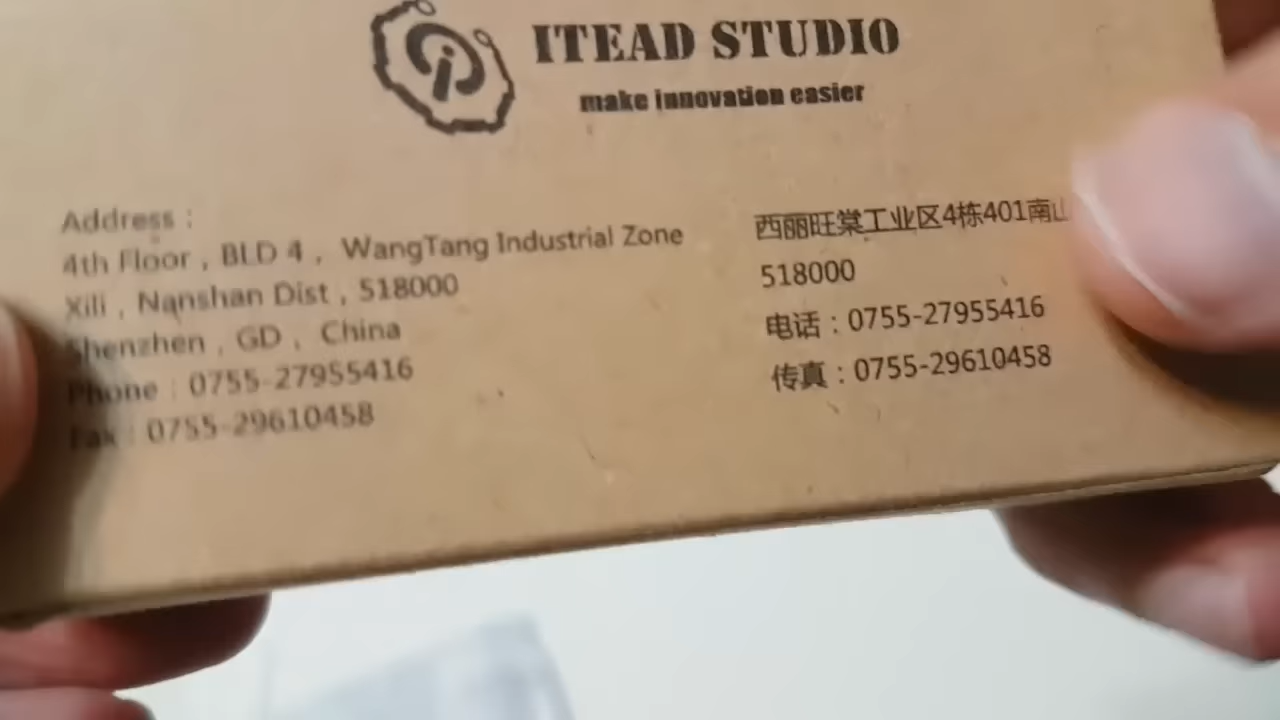 ITEAD STUDIO
make innovation easier
Address :
4th Floor , BLD 4 , WangTang Industrial Zone
Xili , Nanshan Dist , 518000
Shenzhen , GD , China
Phone : 0755-27955416
Fax : 0755-29610458
西丽旺棠工业区4栋401南山
518000
电话 : 0755-27955416
传真 : 0755-29610458